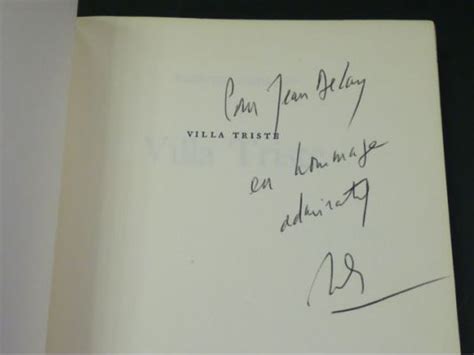 Pour Jean Delay
VILLA TRISTE
en hommage
admiratif